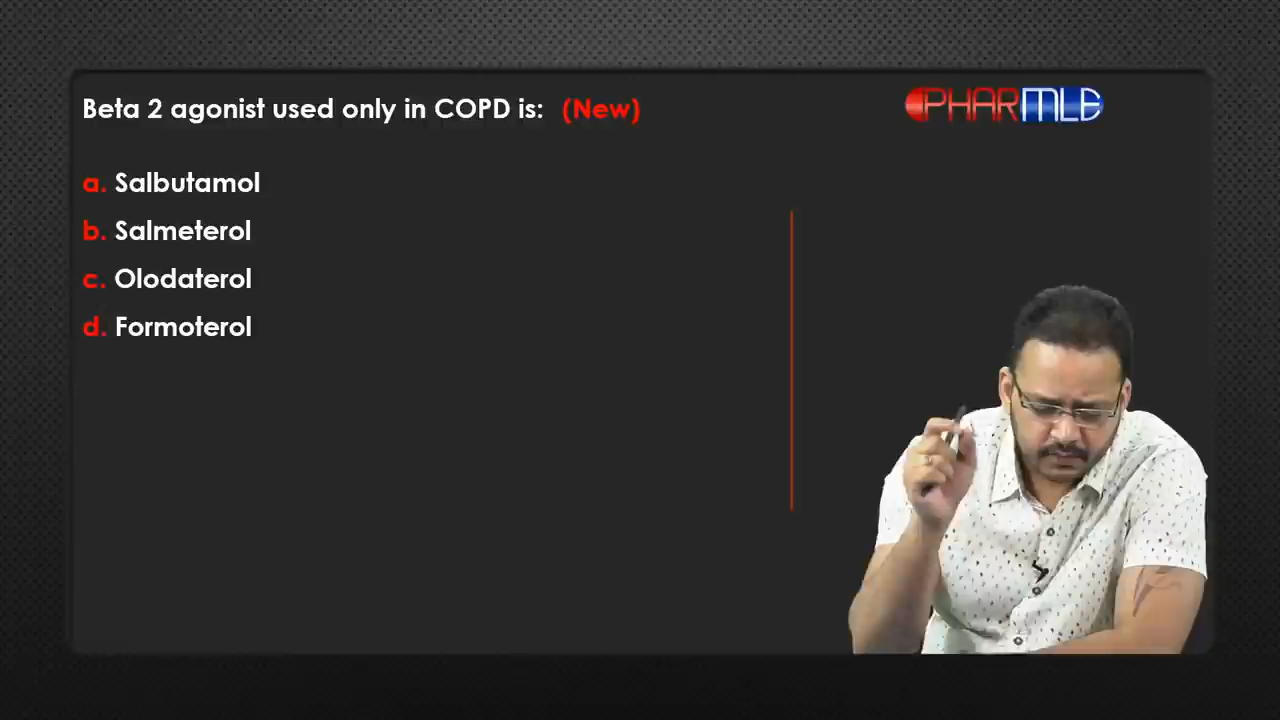 Beta 2 agonist used only in COPD is: (New)
PHARMLE
a. Salbutamol
b. Salmeterol
c. Olodaterol
d. Formoterol